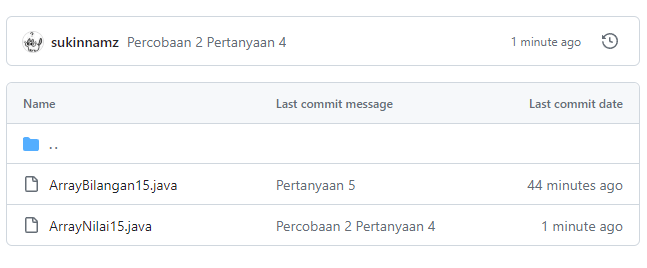 sukinnamz Percobaan 2 Pertanyaan 4 1 minute ago
Name Last commit message Last commit date
..
ArrayBilangan15.java Pertanyaan 5 44 minutes ago
ArrayNilai15.java Percobaan 2 Pertanyaan 4 1 minute ago